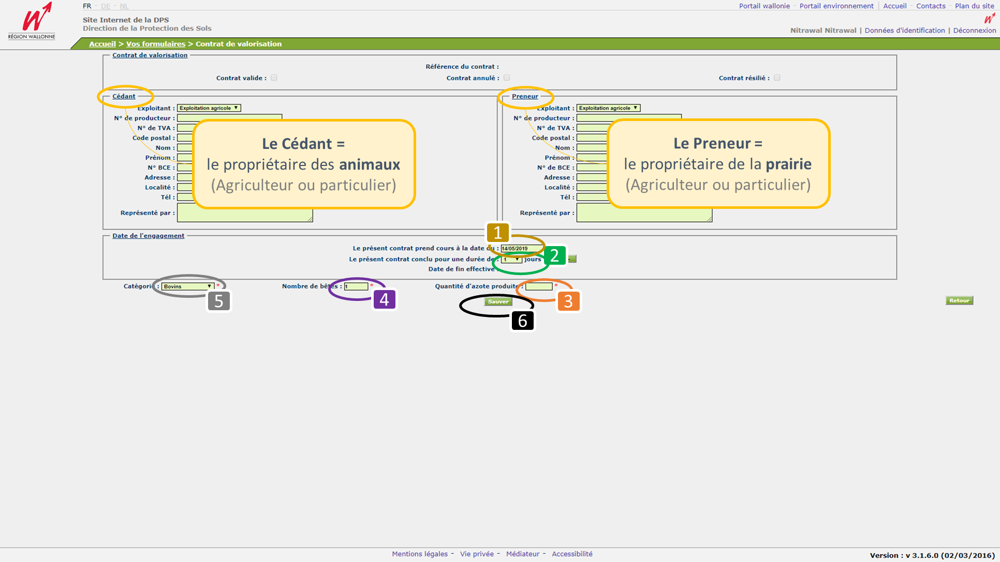 FR - DE - NL
Portail wallonie - Portail environnement | Accueil - Contacts - Plan du site
RÉGION WALLONNE
Site Internet de la DPS
Direction de la Protection des Sols
Nitrawal Nitrawal | Données d'identification | Déconnexion
Accueil > Vos formulaires > Contrat de valorisation
Contrat de valorisation
Référence du contrat :
Contrat valide :
Contrat annulé :
Contrat résilié :
Cédant
Exploitant : Exploitation agricole
N° de producteur :
N° de TVA :
Code postal :
Nom :
Prénom :
N° BCE :
Adresse :
Localité :
Tél :
Représenté par :
Le Cédant =
le propriétaire des animaux
(Agriculteur ou particulier)
Preneur
Exploitant : Exploitation agricole
N° de producteur :
N° de TVA :
Code postal :
Nom :
Prénom :
N° de BCE :
Adresse :
Localité :
Tél :
Représenté par :
Le Preneur =
le propriétaire de la prairie
(Agriculteur ou particulier)
Date de l'engagement
1
Le présent contrat prend cours à la date du : 14/05/2019
2
Le présent contrat conclu pour une durée de : 1 jours
Date de fin effective :
Catégorie : Bovins *
5
Nombre de bêtes : 1 *
4
Quantité d'azote produite : *
3
Sauver
6
Retour
Mentions légales - Vie privée - Médiateur - Accessibilité
Version : v 3.1.6.0 (02/03/2016)